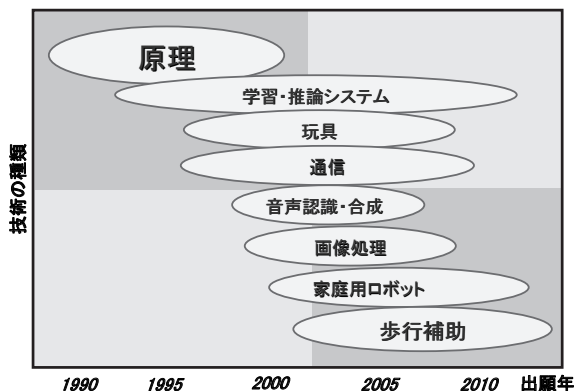 原理
学習・推論システム
玩具
通信
音声認識・合成
画像処理
家庭用ロボット
歩行補助
技術の種類
1990 1995 2000 2005 2010 出願年